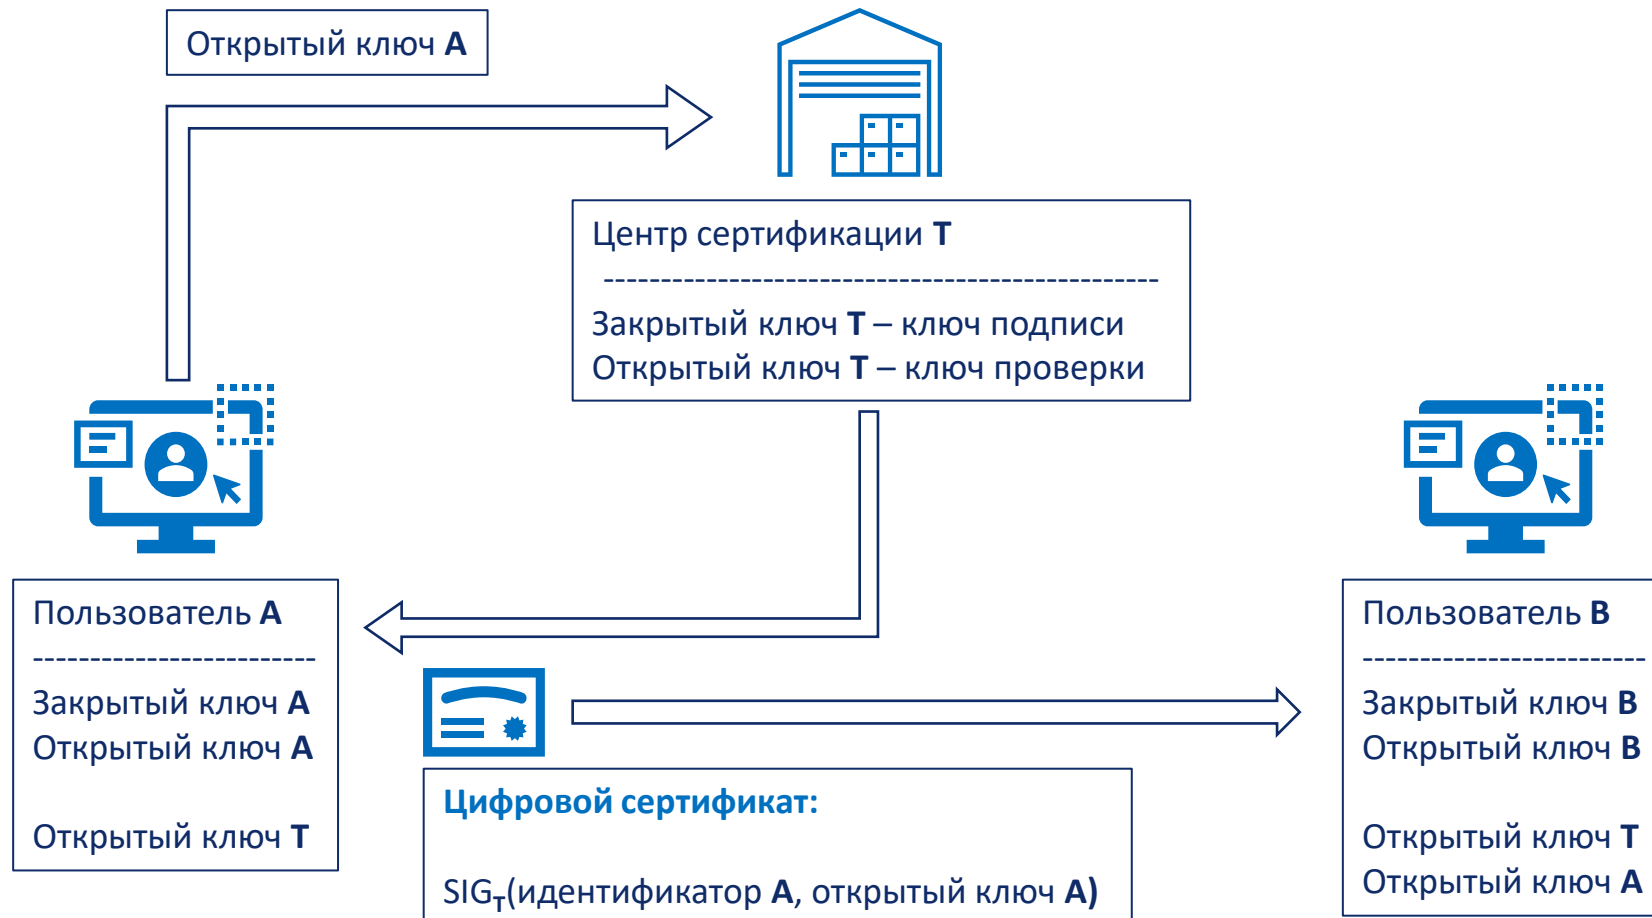 Открытый ключ A
Центр сертификации T
-------------------------------------------------
Закрытый ключ T – ключ подписи
Открытый ключ T – ключ проверки
Пользователь A
-------------------------
Закрытый ключ A
Открытый ключ A
Открытый ключ T
Цифровой сертификат:
SIGT(идентификатор A, открытый ключ A)
Пользователь B
-------------------------
Закрытый ключ B
Открытый ключ B
Открытый ключ T
Открытый ключ A